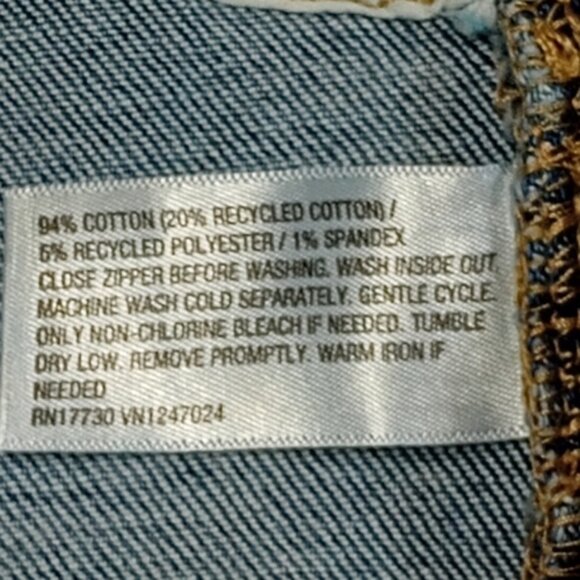 94% COTTON (20% RECYCLED COTTON) /
5% RECYCLED POLYESTER / 1% SPANDEX
CLOSE ZIPPER BEFORE WASHING. WASH INSIDE OUT.
MACHINE WASH COLD SEPARATELY. GENTLE CYCLE.
ONLY NON-CHLORINE BLEACH IF NEEDED. TUMBLE
DRY LOW. REMOVE PROMPTLY. WARM IRON IF
NEEDED
RN17730 VN1247024